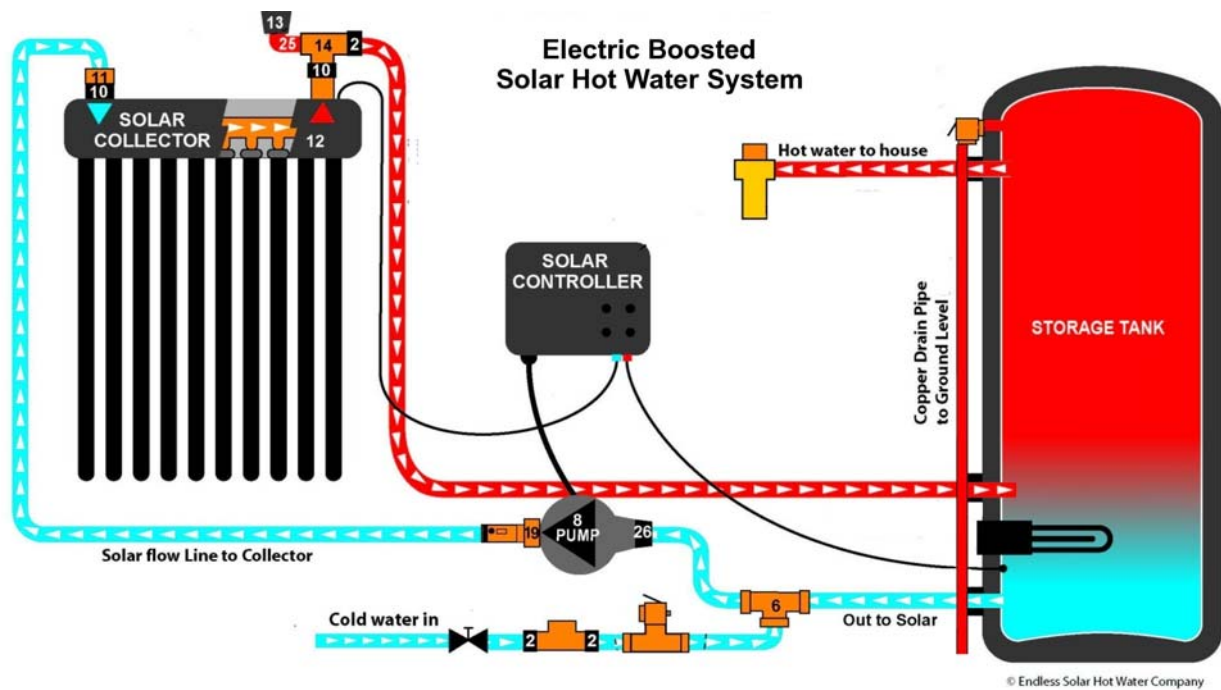 13
25
14
2
10
11
10
Electric Boosted
Solar Hot Water System
SOLAR
COLLECTOR
12
Hot water to house
SOLAR
CONTROLLER
Copper Drain Pipe
to Ground Level
STORAGE TANK
8
PUMP
19
26
Solar flow Line to Collector
6
Cold water in
2
2
Out to Solar
© Endless Solar Hot Water Company